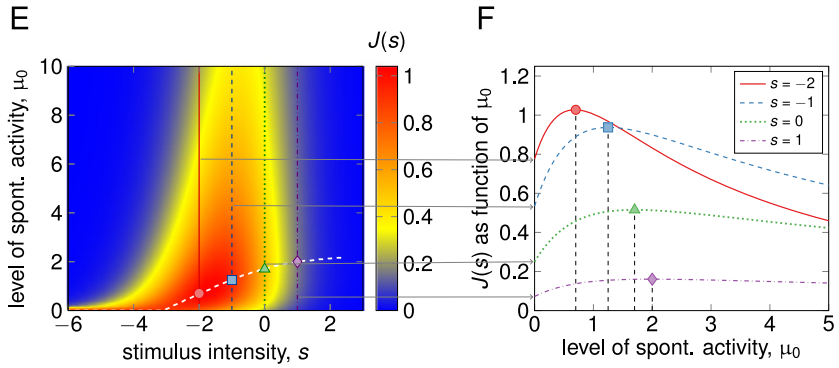 E
J(s)
level of spont. activity, μ0
10
8
6
4
2
0
−6
−4
−2
0
2
stimulus intensity, s
1
0.8
0.6
0.4
0.2
0
F
J(s) as function of μ0
1.2
1
0.8
0.6
0.4
0.2
0
0
1
2
3
4
5
level of spont. activity, μ0
s = −2
s = −1
s = 0
s = 1